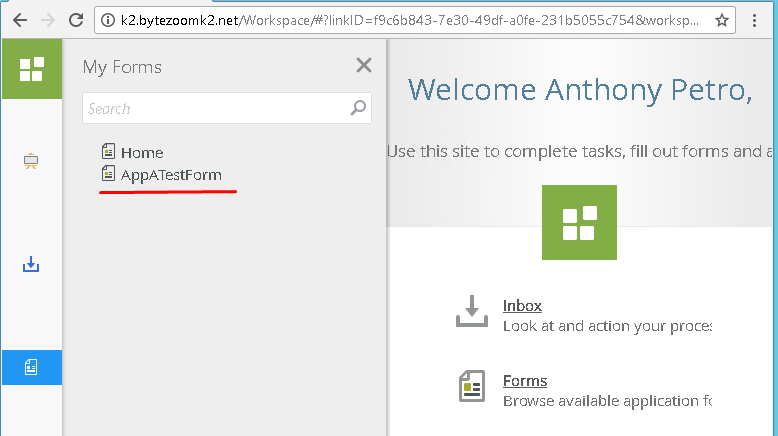 k2.bytezoomk2.net/Workspace/#?linkID=f9c6b843-7e30-49df-a0fe-231b5055c754&worksp...
My Forms
Search
Home
AppATestForm
Welcome Anthony Petro,
Use this site to complete tasks, fill out forms and a
Inbox
Look at and action your proces
Forms
Browse available application fo